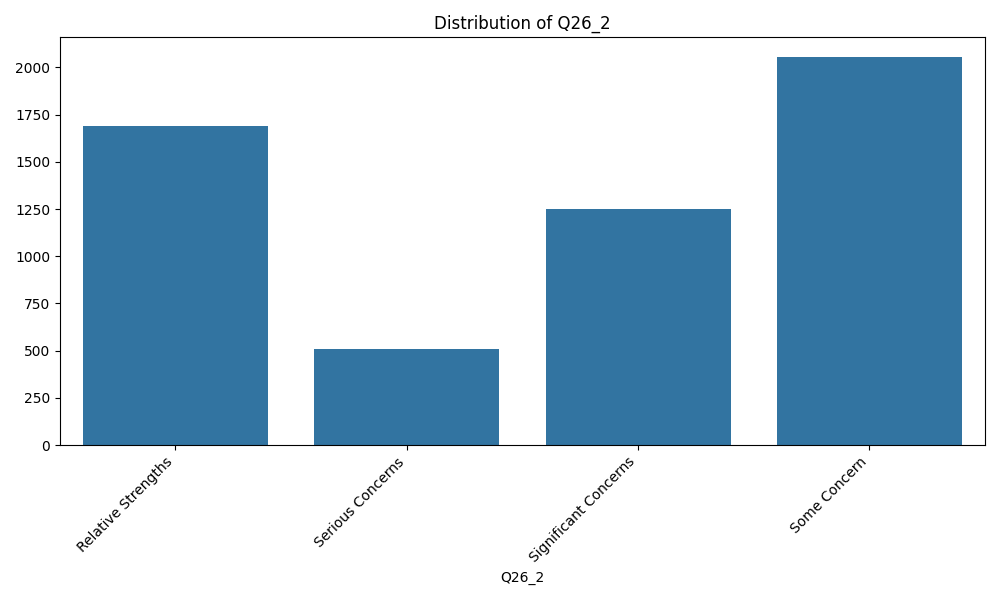 Distribution of Q26_2
2000
1750
1500
1250
1000
750
500
250
0
Relative Strengths
Serious Concerns
Significant Concerns
Some Concern
Q26_2